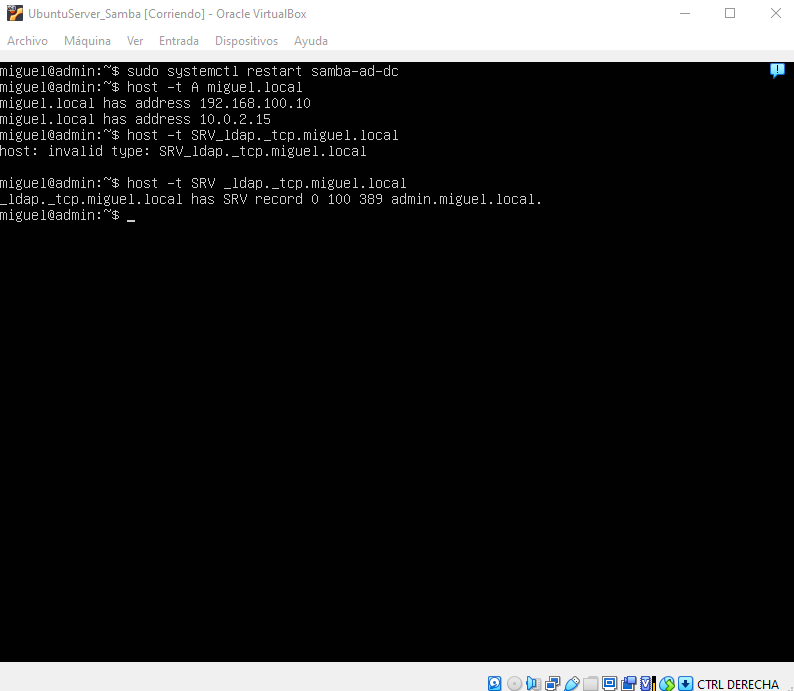 UbuntuServer_Samba [Corriendo] - Oracle VirtualBox
Archivo Máquina Ver Entrada Dispositivos Ayuda
miguel@admin:~$ sudo systemctl restart samba-ad-dc
miguel@admin:~$ host -t A miguel.local
miguel.local has address 192.168.100.10
miguel.local has address 10.0.2.15
miguel@admin:~$ host -t SRV_ldap._tcp.miguel.local
host: invalid type: SRV_ldap._tcp.miguel.local
miguel@admin:~$ host -t SRV _ldap._tcp.miguel.local
_ldap._tcp.miguel.local has SRV record 0 100 389 admin.miguel.local.
miguel@admin:~$ _
CTRL DERECHA